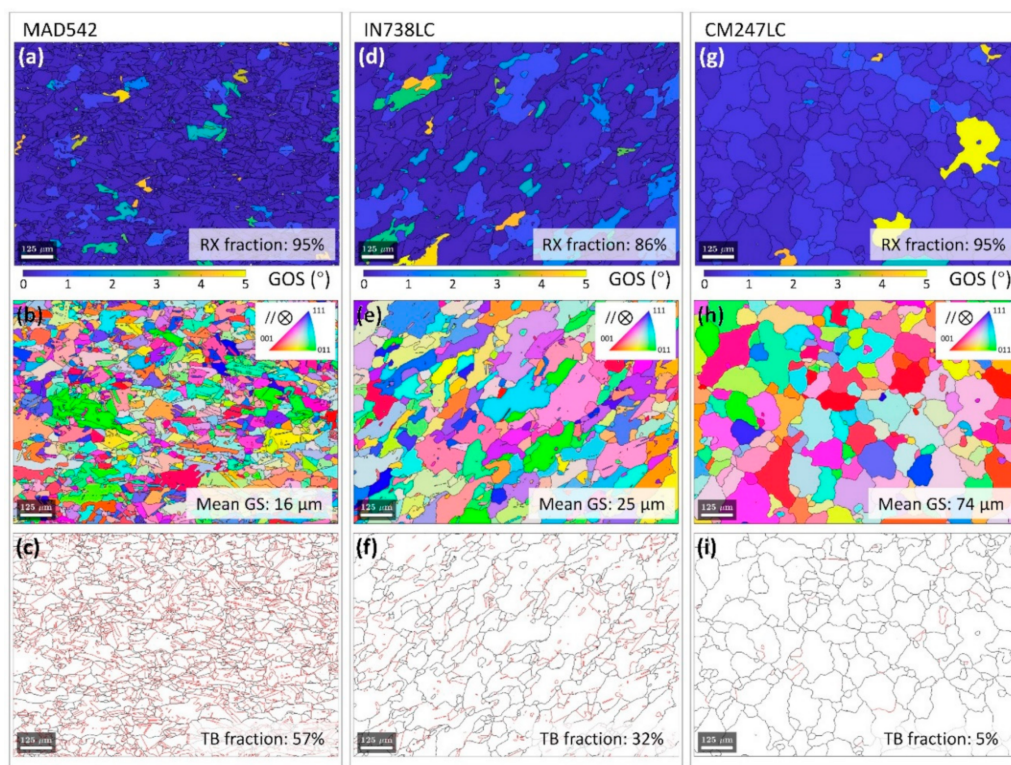 MAD542
IN738LC
CM247LC
(a)
(d)
(g)
125 μm
RX fraction: 95%
125 μm
RX fraction: 86%
125 μm
RX fraction: 95%
0 1 2 3 4 5 GOS (°)
0 1 2 3 4 5 GOS (°)
0 1 2 3 4 5 GOS (°)
(b)
// ⊗ 111
001
011
(e)
// ⊗ 111
001
011
(h)
// ⊗ 111
001
011
125 μm
Mean GS: 16 μm
125 μm
Mean GS: 25 μm
125 μm
Mean GS: 74 μm
(c)
(f)
(i)
125 μm
TB fraction: 57%
125 μm
TB fraction: 32%
125 μm
TB fraction: 5%